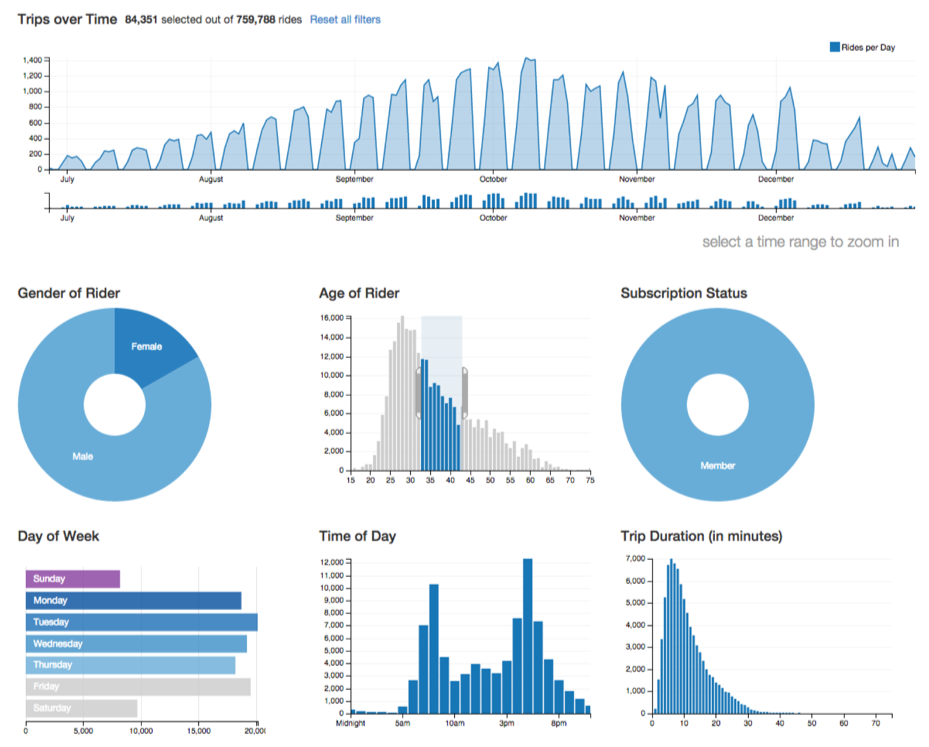 Trips over Time 84,351 selected out of 759,788 rides Reset all filters
Rides per Day
1,400
1,200
1,000
800
600
400
200
0
July August September October November December
July August September October November December
select a time range to zoom in
Gender of Rider
Female
Male
Age of Rider
16,000
14,000
12,000
10,000
8,000
6,000
4,000
2,000
0
15 20 25 30 35 40 45 50 55 60 65 70 75
Subscription Status
Member
Day of Week
Sunday
Monday
Tuesday
Wednesday
Thursday
Friday
Saturday
0 5,000 10,000 15,000 20,000
Time of Day
12,000
11,000
10,000
9,000
8,000
7,000
6,000
5,000
4,000
3,000
2,000
1,000
0
Midnight 5am 10am 3pm 8pm
Trip Duration (in minutes)
7,000
6,000
5,000
4,000
3,000
2,000
1,000
0
0 10 20 30 40 50 60 70